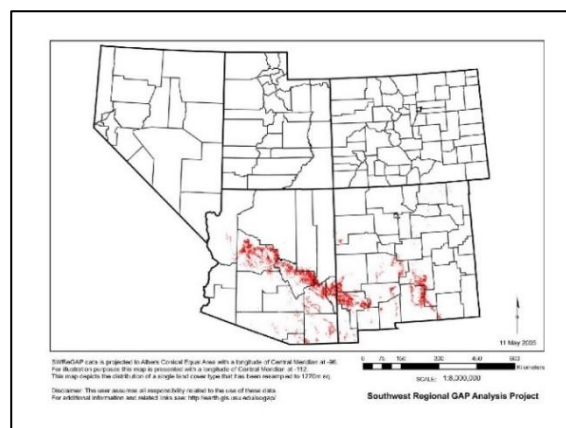 11 May 2005
SWReGAP data is projected to Albers Conical Equal Area with a longitude of Central Meridian at -96.
For illustration purposes this map is presented with a longitude of Central Meridian at -112.
This map depicts the distribution of a single land cover type that has been resampled to 1270m sq.
Disclaimer: The user assumes all responsibility related to the use of these data.
For additional information and related links see: http://earth.gis.usu.edu/swgap/
0 75 150 300 450 600
Kilometers
SCALE: 1:8,000,000
Southwest Regional GAP Analysis Project